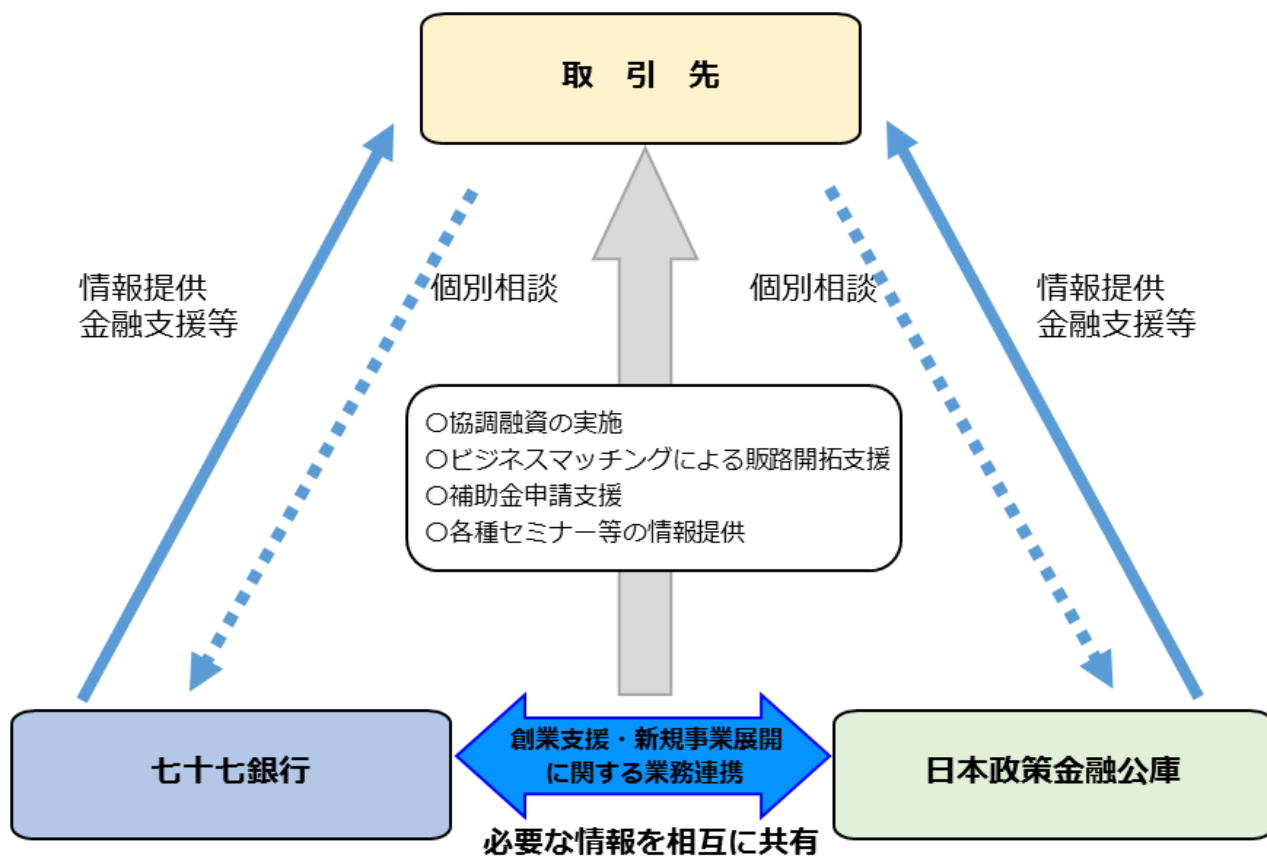 取　引　先
情報提供
金融支援等
個別相談
個別相談
情報提供
金融支援等
○協調融資の実施
○ビジネスマッチングによる販路開拓支援
○補助金申請支援
○各種セミナー等の情報提供
七十七銀行
創業支援・新規事業展開
に関する業務連携
日本政策金融公庫
必要な情報を相互に共有